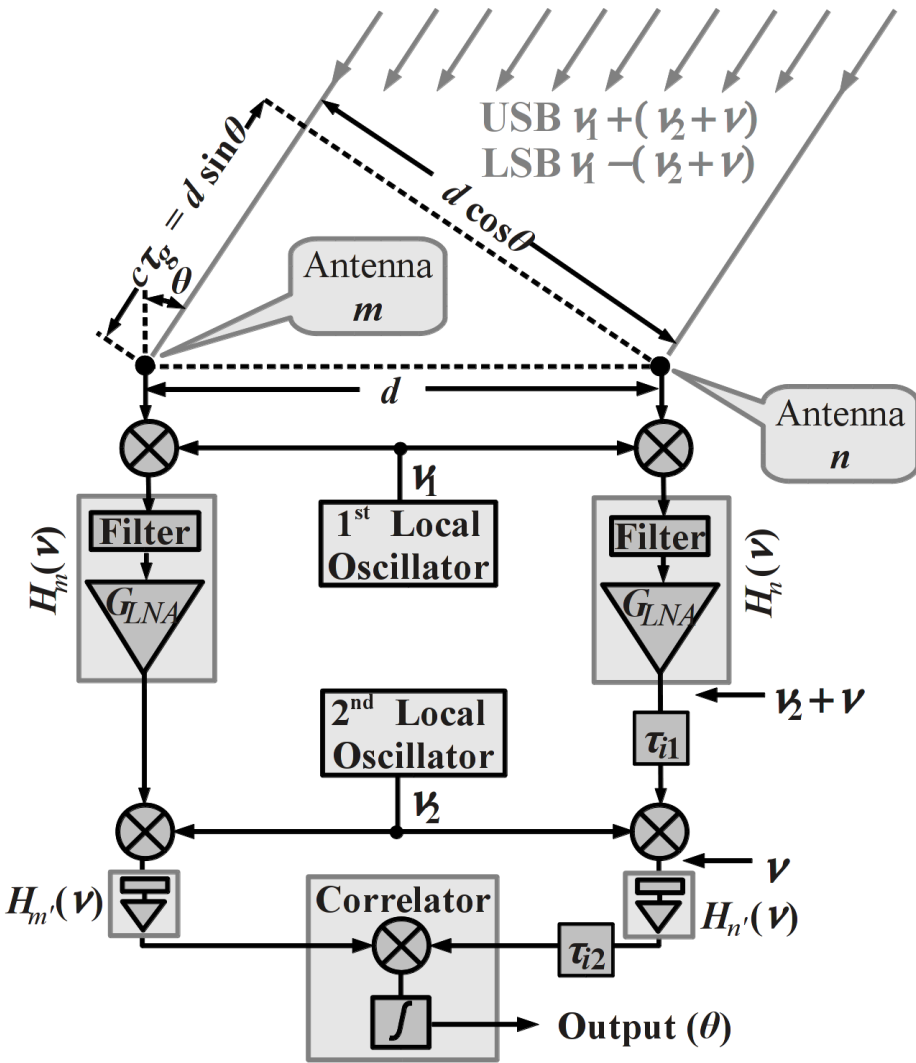 USB ν₁+(ν₂+ν)
LSB ν₁−(ν₂+ν)
cτg = d sinθ
d cosθ
θ
Antenna
m
d
Antenna
n
ν₁
1st Local
Oscillator
Filter
GLNA
Hm(ν)
Filter
GLNA
Hn(ν)
ν₂+ν
2nd Local
Oscillator
τi1
ν₂
ν
Hm'(ν)
Correlator
Hn'(ν)
τi2
∫
Output (θ)